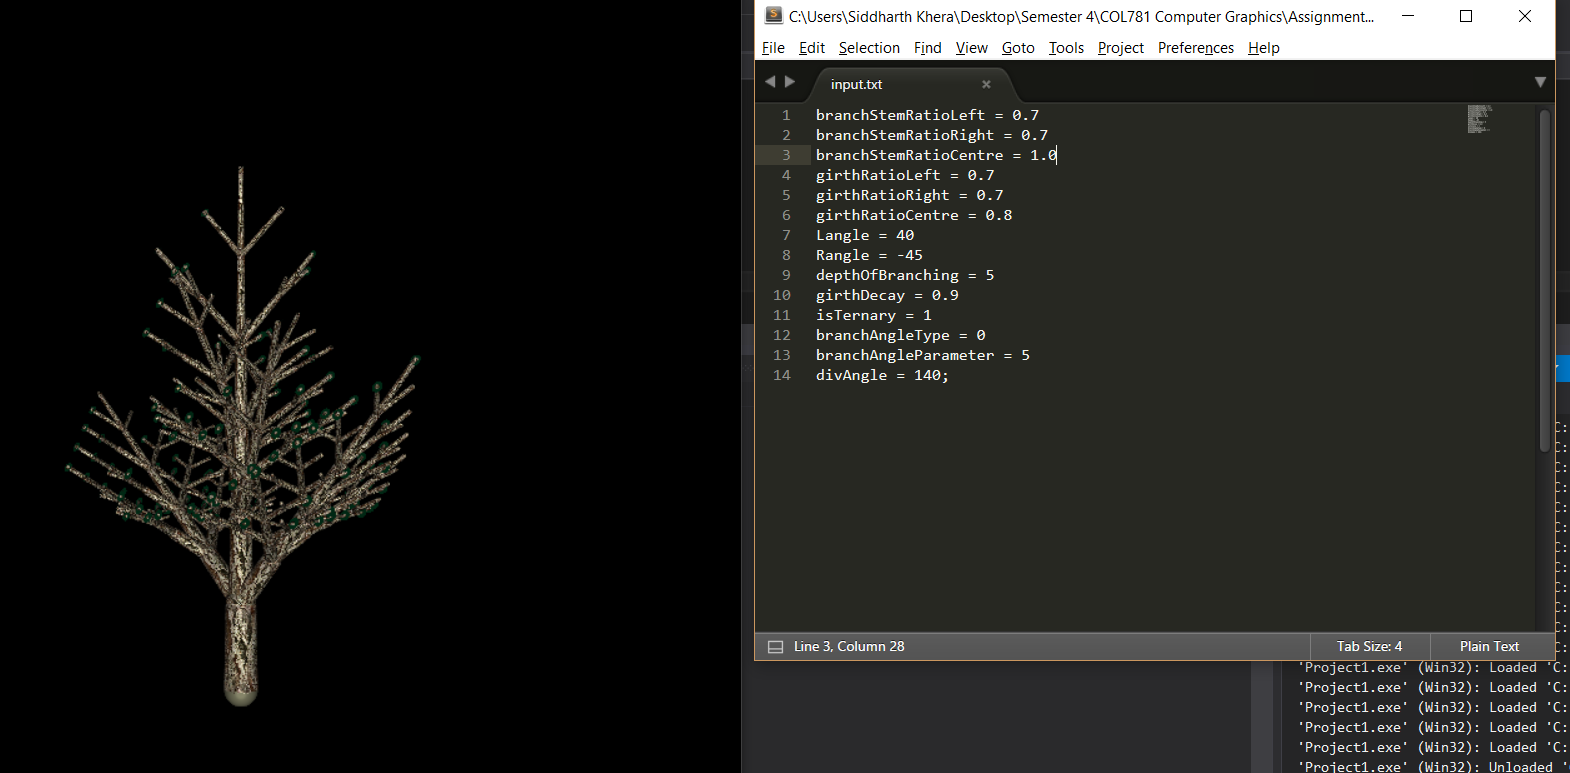 C:\Users\Siddharth Khera\Desktop\Semester 4\COL781 Computer Graphics\Assignment...
File Edit Selection Find View Goto Tools Project Preferences Help
input.txt
1 branchStemRatioLeft = 0.7
2 branchStemRatioRight = 0.7
3 branchStemRatioCentre = 1.0
4 girthRatioLeft = 0.7
5 girthRatioRight = 0.7
6 girthRatioCentre = 0.8
7 Langle = 40
8 Rangle = -45
9 depthOfBranching = 5
10 girthDecay = 0.9
11 isTernary = 1
12 branchAngleType = 0
13 branchAngleParameter = 5
14 divAngle = 140;
C:
C:
C:
C:
C:
C:
C:
C:
C:
C:
C:
C:
Line 3, Column 28 Tab Size: 4 Plain Text
'Project1.exe' (Win32): Loaded 'C:
'Project1.exe' (Win32): Loaded 'C:
'Project1.exe' (Win32): Loaded 'C:
'Project1.exe' (Win32): Loaded 'C:
'Project1.exe' (Win32): Loaded 'C:
'Project1.exe' (Win32): Unloaded '